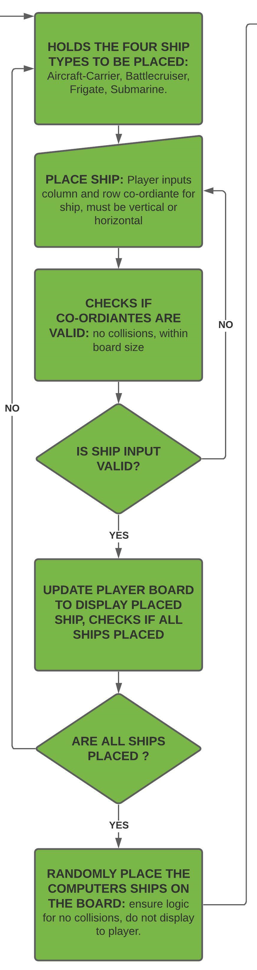 HOLDS THE FOUR SHIP
TYPES TO BE PLACED:
Aircraft-Carrier, Battlecruiser,
Frigate, Submarine.
PLACE SHIP: Player inputs
column and row co-ordiante for
ship, must be vertical or
horizontal
CHECKS IF
CO-ORDIANTES ARE
VALID: no collisions, within
board size
NO
NO
IS SHIP INPUT
VALID?
YES
UPDATE PLAYER BOARD
TO DISPLAY PLACED
SHIP, CHECKS IF ALL
SHIPS PLACED
ARE ALL SHIPS
PLACED ?
YES
RANDOMLY PLACE THE
COMPUTERS SHIPS ON
THE BOARD: ensure logic
for no collisions, do not display
to player.